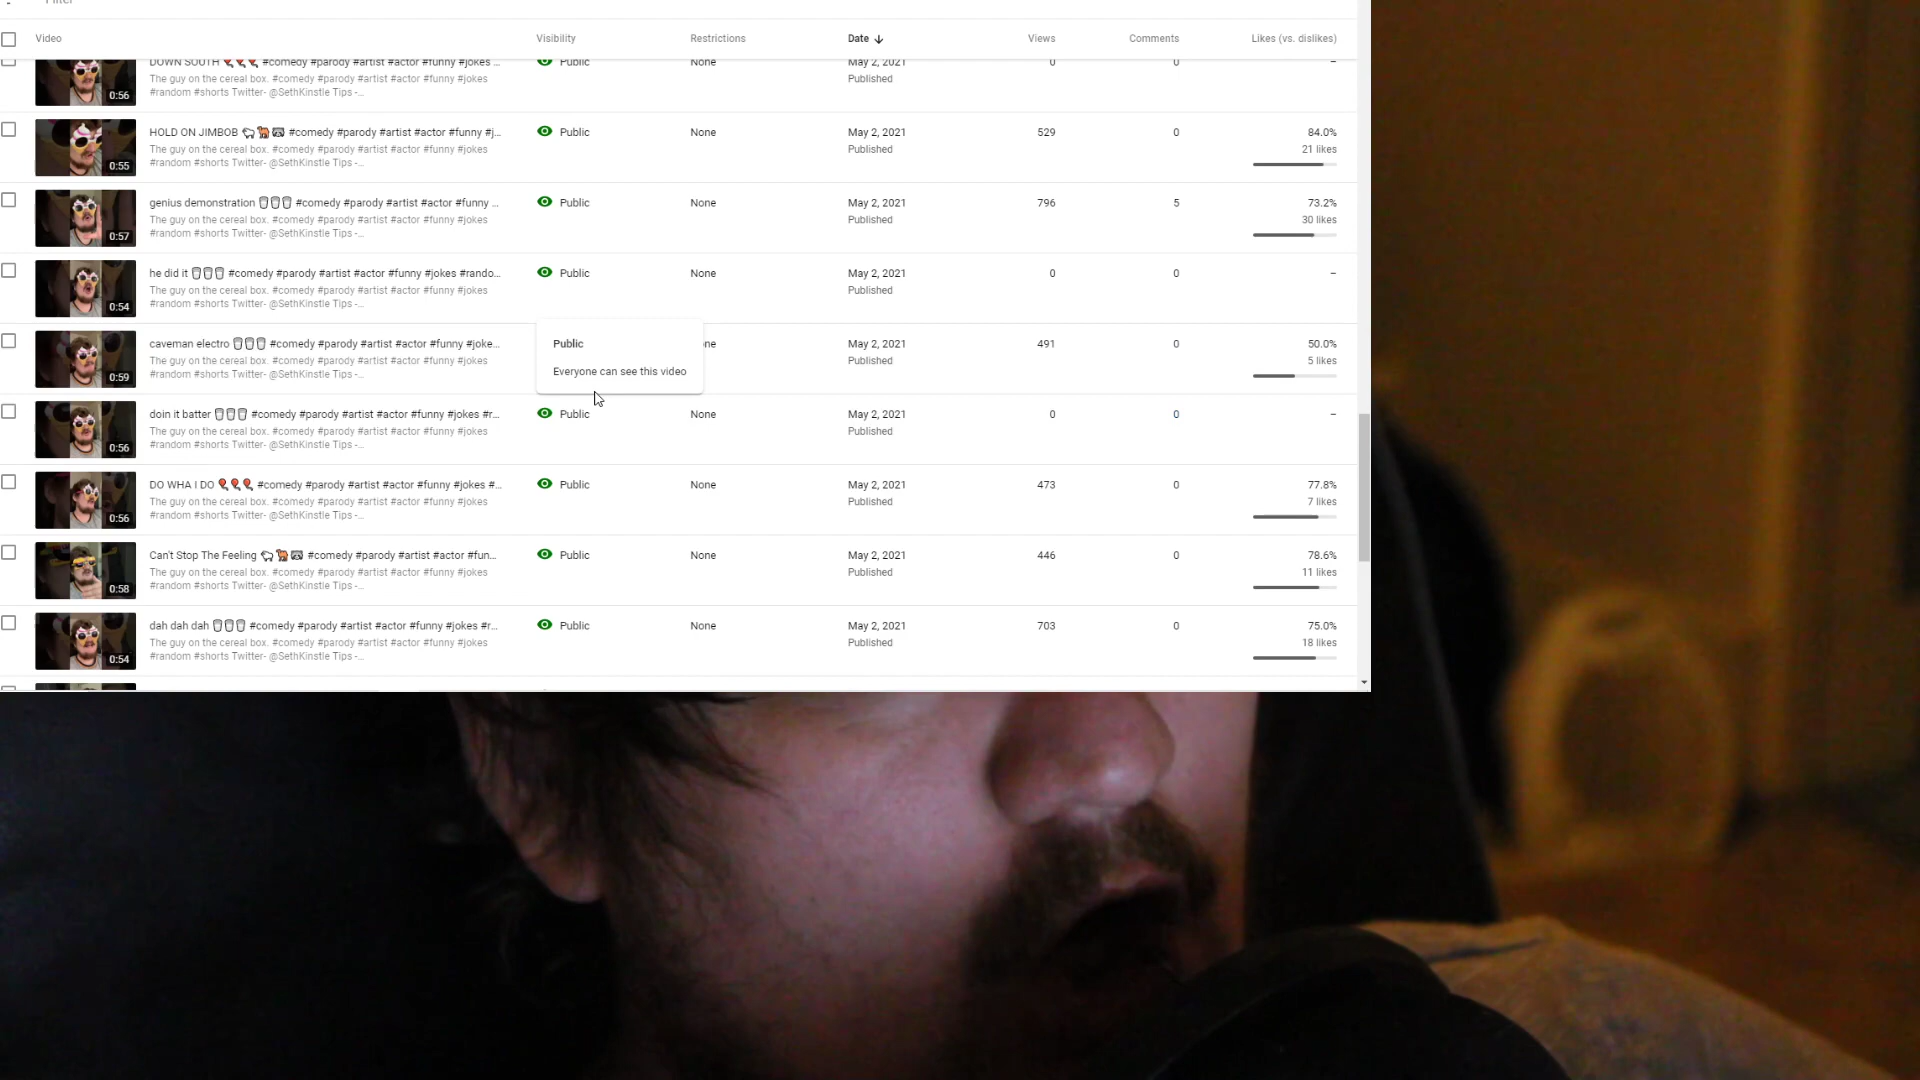 Filter
Video Visibility Restrictions Date Views Comments Likes (vs. dislikes)
DOWN SOUTH 🎈🎈🎈 #comedy #parody #artist #actor #funny #jokes ... Public None May 2, 2021 0 0 –
The guy on the cereal box. #comedy #parody #artist #actor #funny #jokes Published
#random #shorts Twitter- @SethKinstle Tips -...
0:56
HOLD ON JIMBOB 🐑🐫🦝 #comedy #parody #artist #actor #funny #j... Public None May 2, 2021 529 0 84.0%
The guy on the cereal box. #comedy #parody #artist #actor #funny #jokes Published 21 likes
#random #shorts Twitter- @SethKinstle Tips -...
0:55
genius demonstration 🥛🥛🥛 #comedy #parody #artist #actor #funny ... Public None May 2, 2021 796 5 73.2%
The guy on the cereal box. #comedy #parody #artist #actor #funny #jokes Published 30 likes
#random #shorts Twitter- @SethKinstle Tips -...
0:57
he did it 🥛🥛🥛 #comedy #parody #artist #actor #funny #jokes #rando... Public None May 2, 2021 0 0 –
The guy on the cereal box. #comedy #parody #artist #actor #funny #jokes Published
#random #shorts Twitter- @SethKinstle Tips -...
0:54
caveman electro 🥛🥛🥛 #comedy #parody #artist #actor #funny #joke... Public one May 2, 2021 491 0 50.0%
The guy on the cereal box. #comedy #parody #artist #actor #funny #jokes Everyone can see this video Published 5 likes
#random #shorts Twitter- @SethKinstle Tips -...
0:59
doin it batter 🥛🥛🥛 #comedy #parody #artist #actor #funny #jokes #r... Public None May 2, 2021 0 0 –
The guy on the cereal box. #comedy #parody #artist #actor #funny #jokes Published
#random #shorts Twitter- @SethKinstle Tips -...
0:56
DO WHA I DO 🎈🎈🎈 #comedy #parody #artist #actor #funny #jokes #... Public None May 2, 2021 473 0 77.8%
The guy on the cereal box. #comedy #parody #artist #actor #funny #jokes Published 7 likes
#random #shorts Twitter- @SethKinstle Tips -...
0:56
Can't Stop The Feeling 🐑🐫🦝 #comedy #parody #artist #actor #fun... Public None May 2, 2021 446 0 78.6%
The guy on the cereal box. #comedy #parody #artist #actor #funny #jokes Published 11 likes
#random #shorts Twitter- @SethKinstle Tips -...
0:58
dah dah dah 🥛🥛🥛 #comedy #parody #artist #actor #funny #jokes #r... Public None May 2, 2021 703 0 75.0%
The guy on the cereal box. #comedy #parody #artist #actor #funny #jokes Published 18 likes
#random #shorts Twitter- @SethKinstle Tips -...
0:54